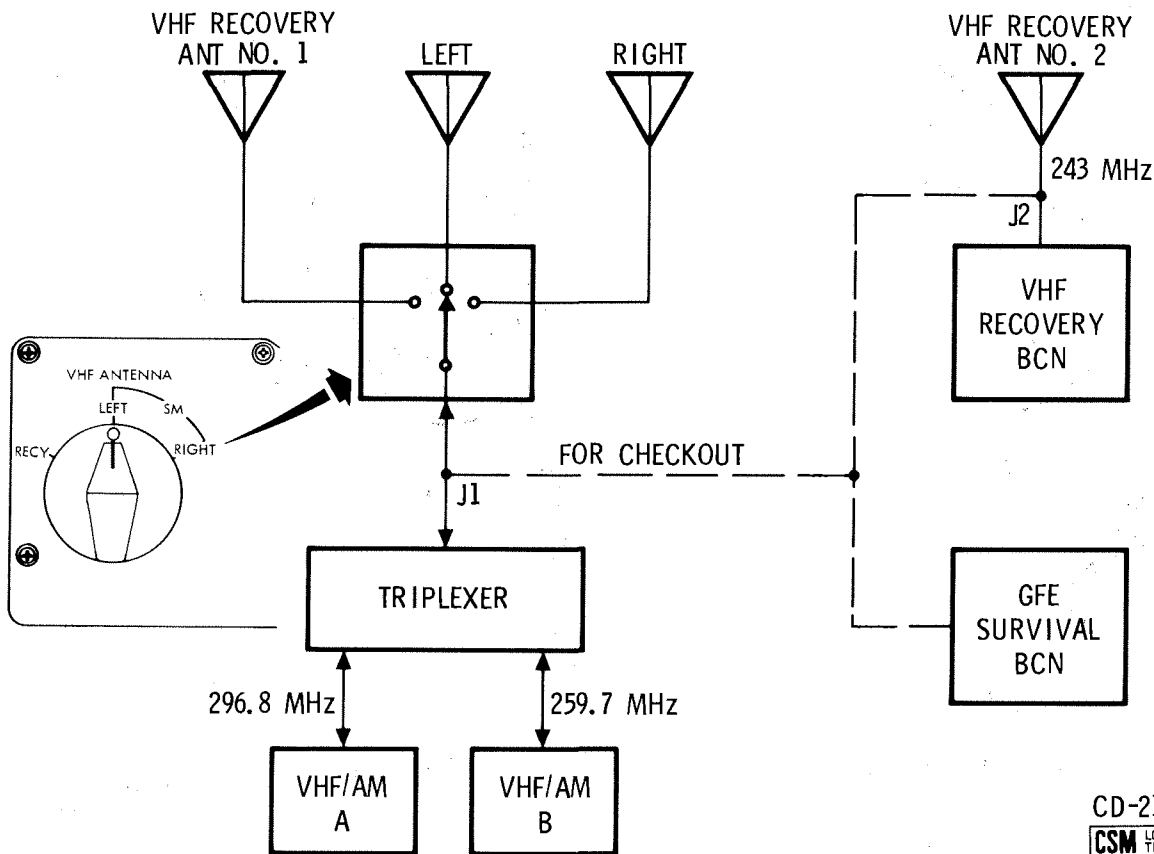 VHF RECOVERY
ANT NO. 1
LEFT
RIGHT
VHF RECOVERY
ANT NO. 2
243 MHz
J2
VHF
RECOVERY
BCN
VHF ANTENNA
LEFT
SM
RECY
RIGHT
FOR CHECKOUT
J1
TRIPLEXER
GFE
SURVIVAL
BCN
296.8 MHz
259.7 MHz
VHF/AM
A
VHF/AM
B
CSM